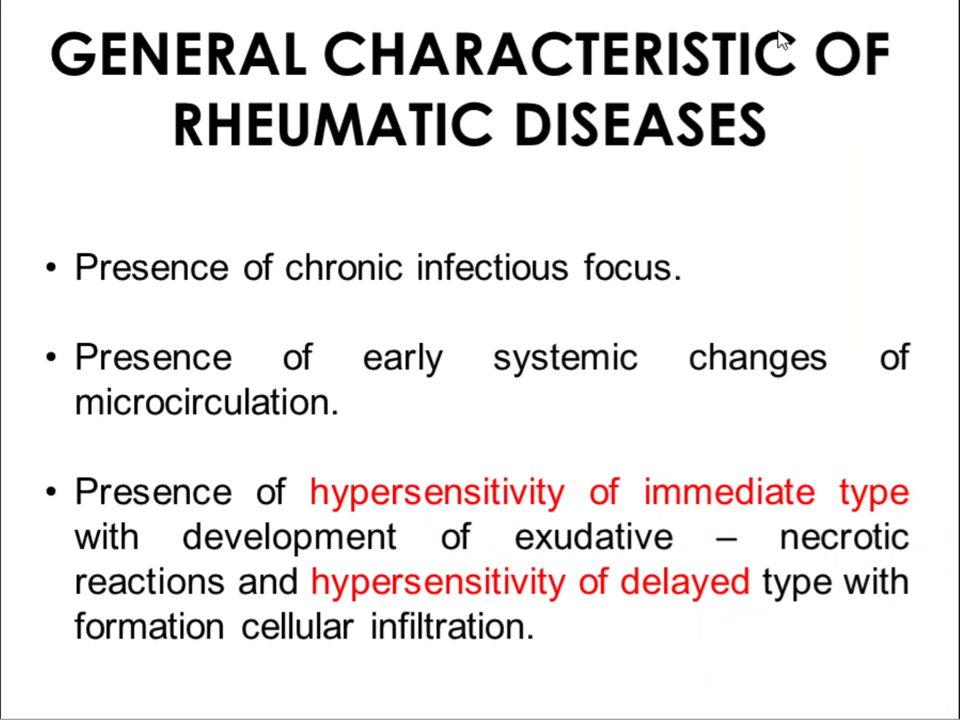 GENERAL CHARACTERISTIC OF
RHEUMATIC DISEASES
• Presence of chronic infectious focus.
• Presence of early systemic changes of
microcirculation.
• Presence of hypersensitivity of immediate type
with development of exudative – necrotic
reactions and hypersensitivity of delayed type with
formation cellular infiltration.